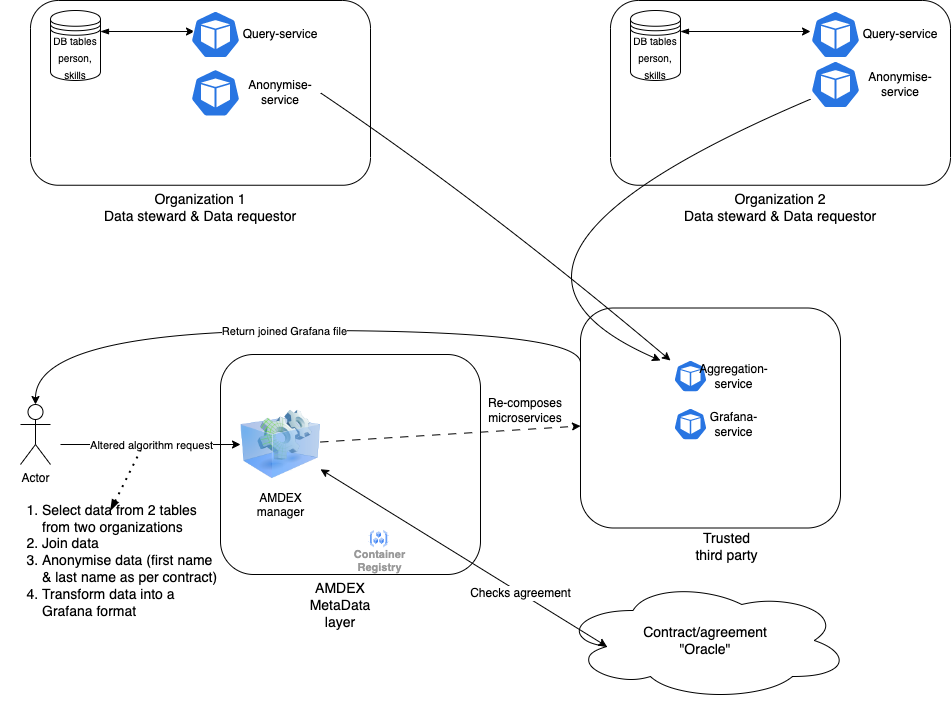 DB tables
person,
skills
Query-service
Anonymise-
service
Organization 1
Data steward & Data requestor
DB tables
person,
skills
Query-service
Anonymise-
service
Organization 2
Data steward & Data requestor
Return joined Grafana file
Aggregation-
service
Grafana-
service
Trusted
third party
Re-composes
microservices
Actor
Altered algorithm request
AMDEX
manager
Container
Registry
AMDEX
MetaData
layer
1. Select data from 2 tables
from two organizations
2. Join data
3. Anonymise data (first name
& last name as per contract)
4. Transform data into a
Grafana format
Checks agreement
Contract/agreement
"Oracle"